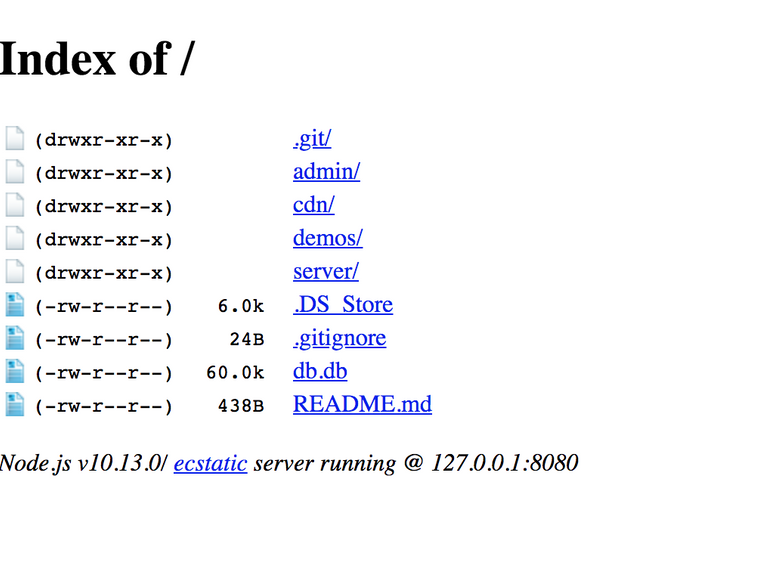 Index of /
(drwxr-xr-x) .git/
(drwxr-xr-x) admin/
(drwxr-xr-x) cdn/
(drwxr-xr-x) demos/
(drwxr-xr-x) server/
(-rw-r--r--) 6.0k .DS_Store
(-rw-r--r--) 24B .gitignore
(-rw-r--r--) 60.0k db.db
(-rw-r--r--) 438B README.md
Node.js v10.13.0/ ecstatic server running @ 127.0.0.1:8080